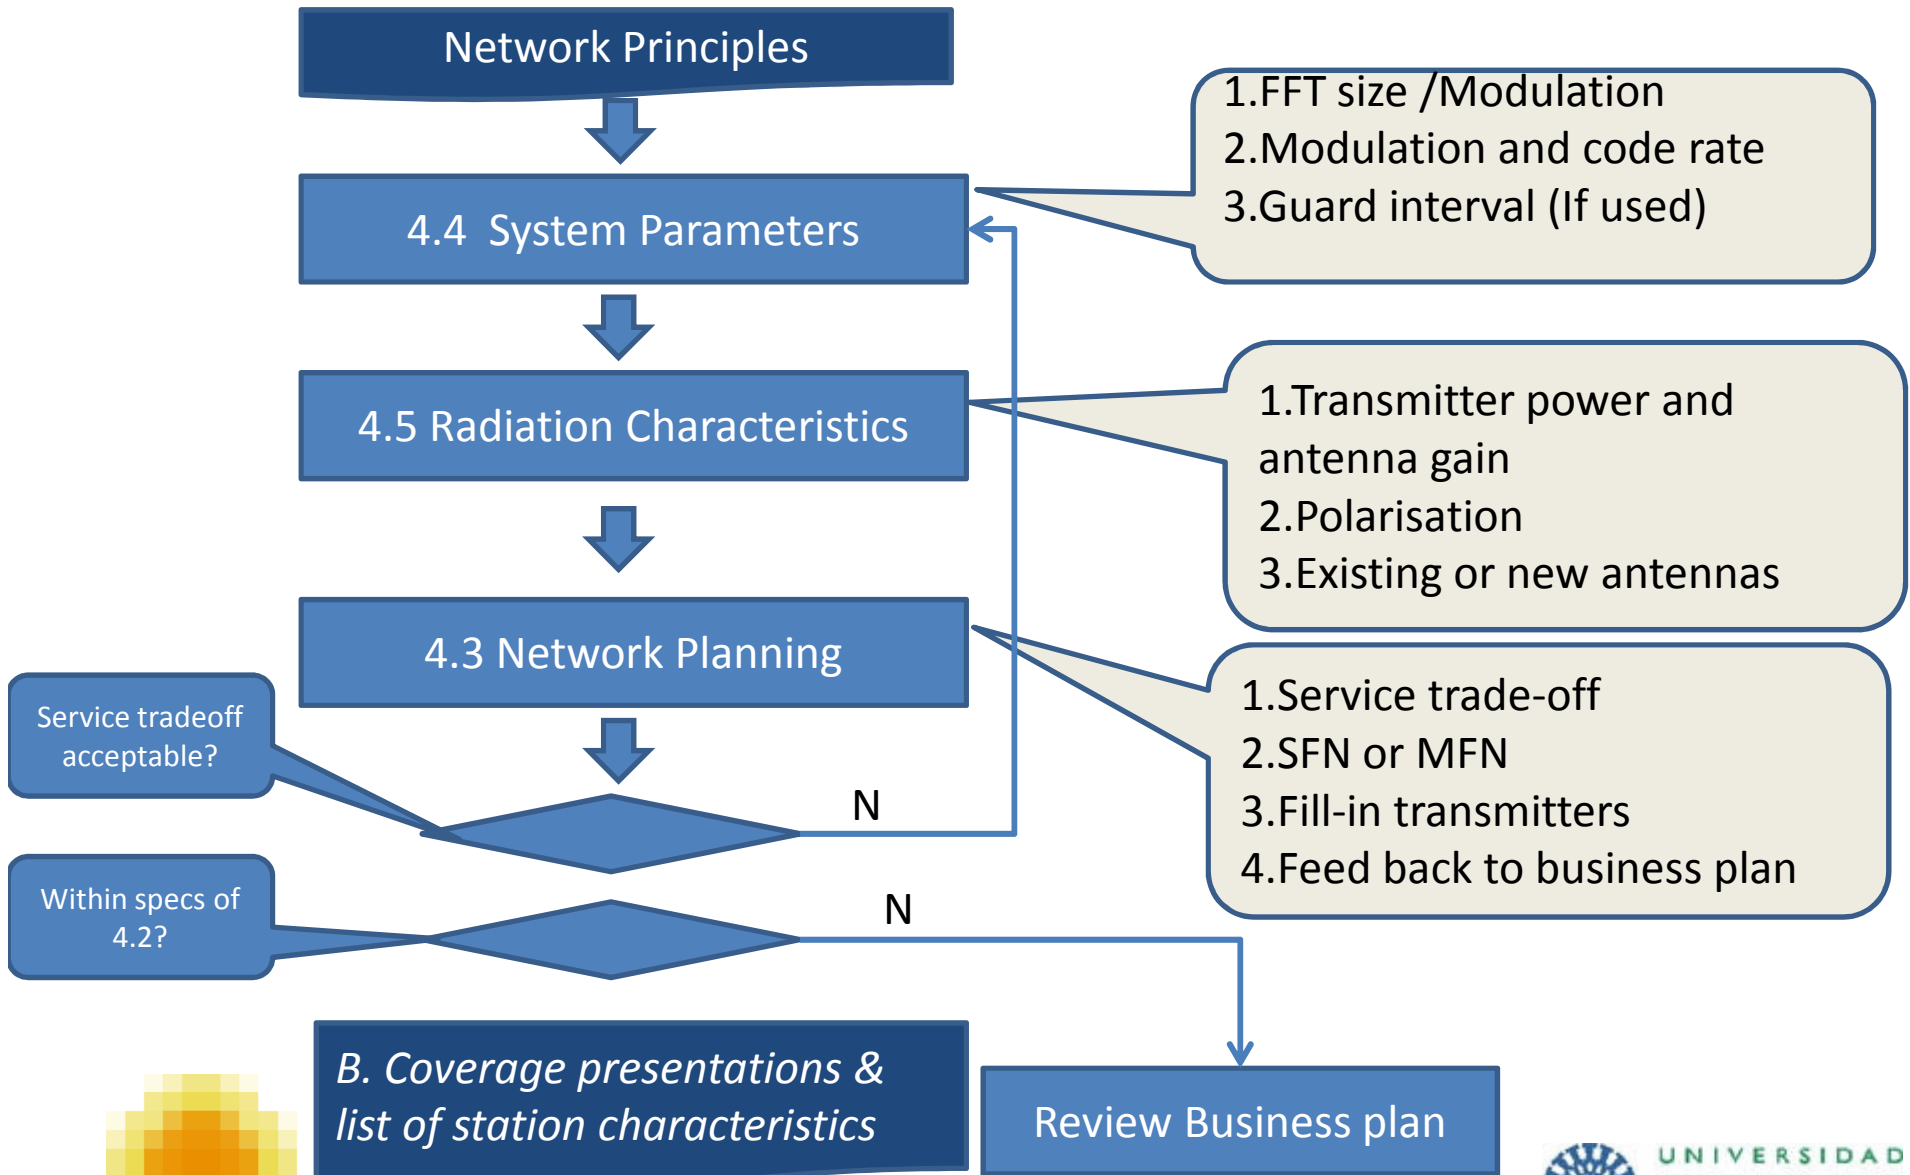 Network Principles
1.FFT size /Modulation
2.Modulation and code rate
3.Guard interval (If used)
4.4 System Parameters
4.5 Radiation Characteristics
1.Transmitter power and
antenna gain
2.Polarisation
3.Existing or new antennas
4.3 Network Planning
1.Service trade-off
2.SFN or MFN
3.Fill-in transmitters
4.Feed back to business plan
Service tradeoff
acceptable?
N
Within specs of
4.2?
N
B. Coverage presentations &
list of station characteristics
Review Business plan
UNIVERSIDAD